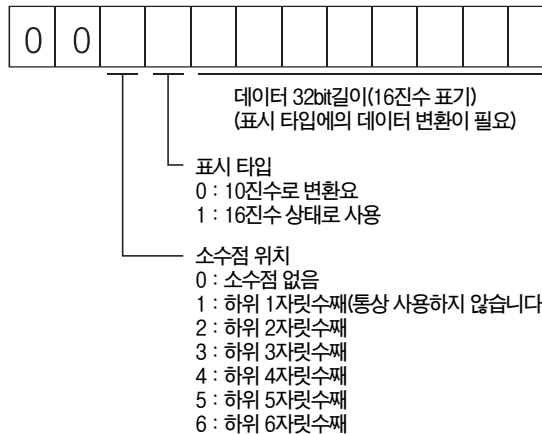 0 0
데이터 32bit길이(16진수 표기)
(표시 타입에의 데이터 변환이 필요)
표시 타입
0 : 10진수로 변환요
1 : 16진수 상태로 사용
소수점 위치
0 : 소수점 없음
1 : 하위 1자릿수째(통상 사용하지 않습니다
2 : 하위 2자릿수째
3 : 하위 3자릿수째
4 : 하위 4자릿수째
5 : 하위 5자릿수째
6 : 하위 6자릿수째